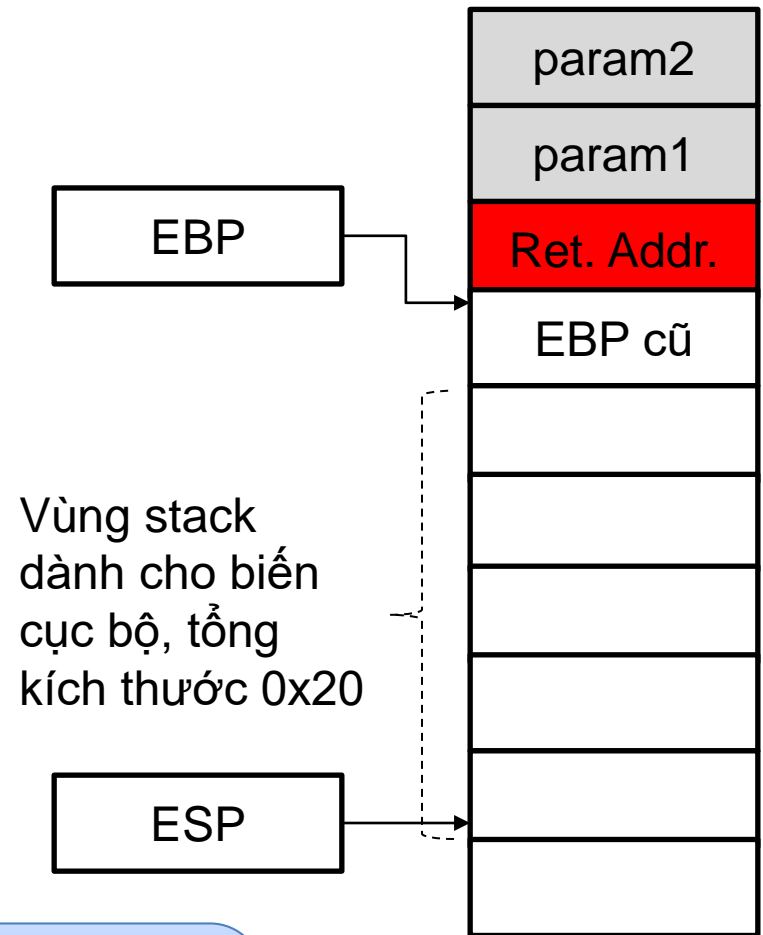 param2
param1
EBP
Ret. Addr.
EBP cũ
Vùng stack
dành cho biến
cục bộ, tổng
kích thước 0x20
ESP